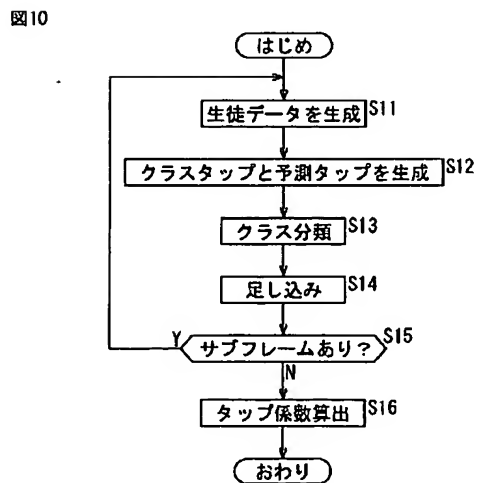 図10
はじめ
生徒データを生成 S11
クラスタップと予測タップを生成 S12
クラス分類 S13
足し込み S14
サブフレームあり? S15
Y
N
タップ係数算出 S16
おわり